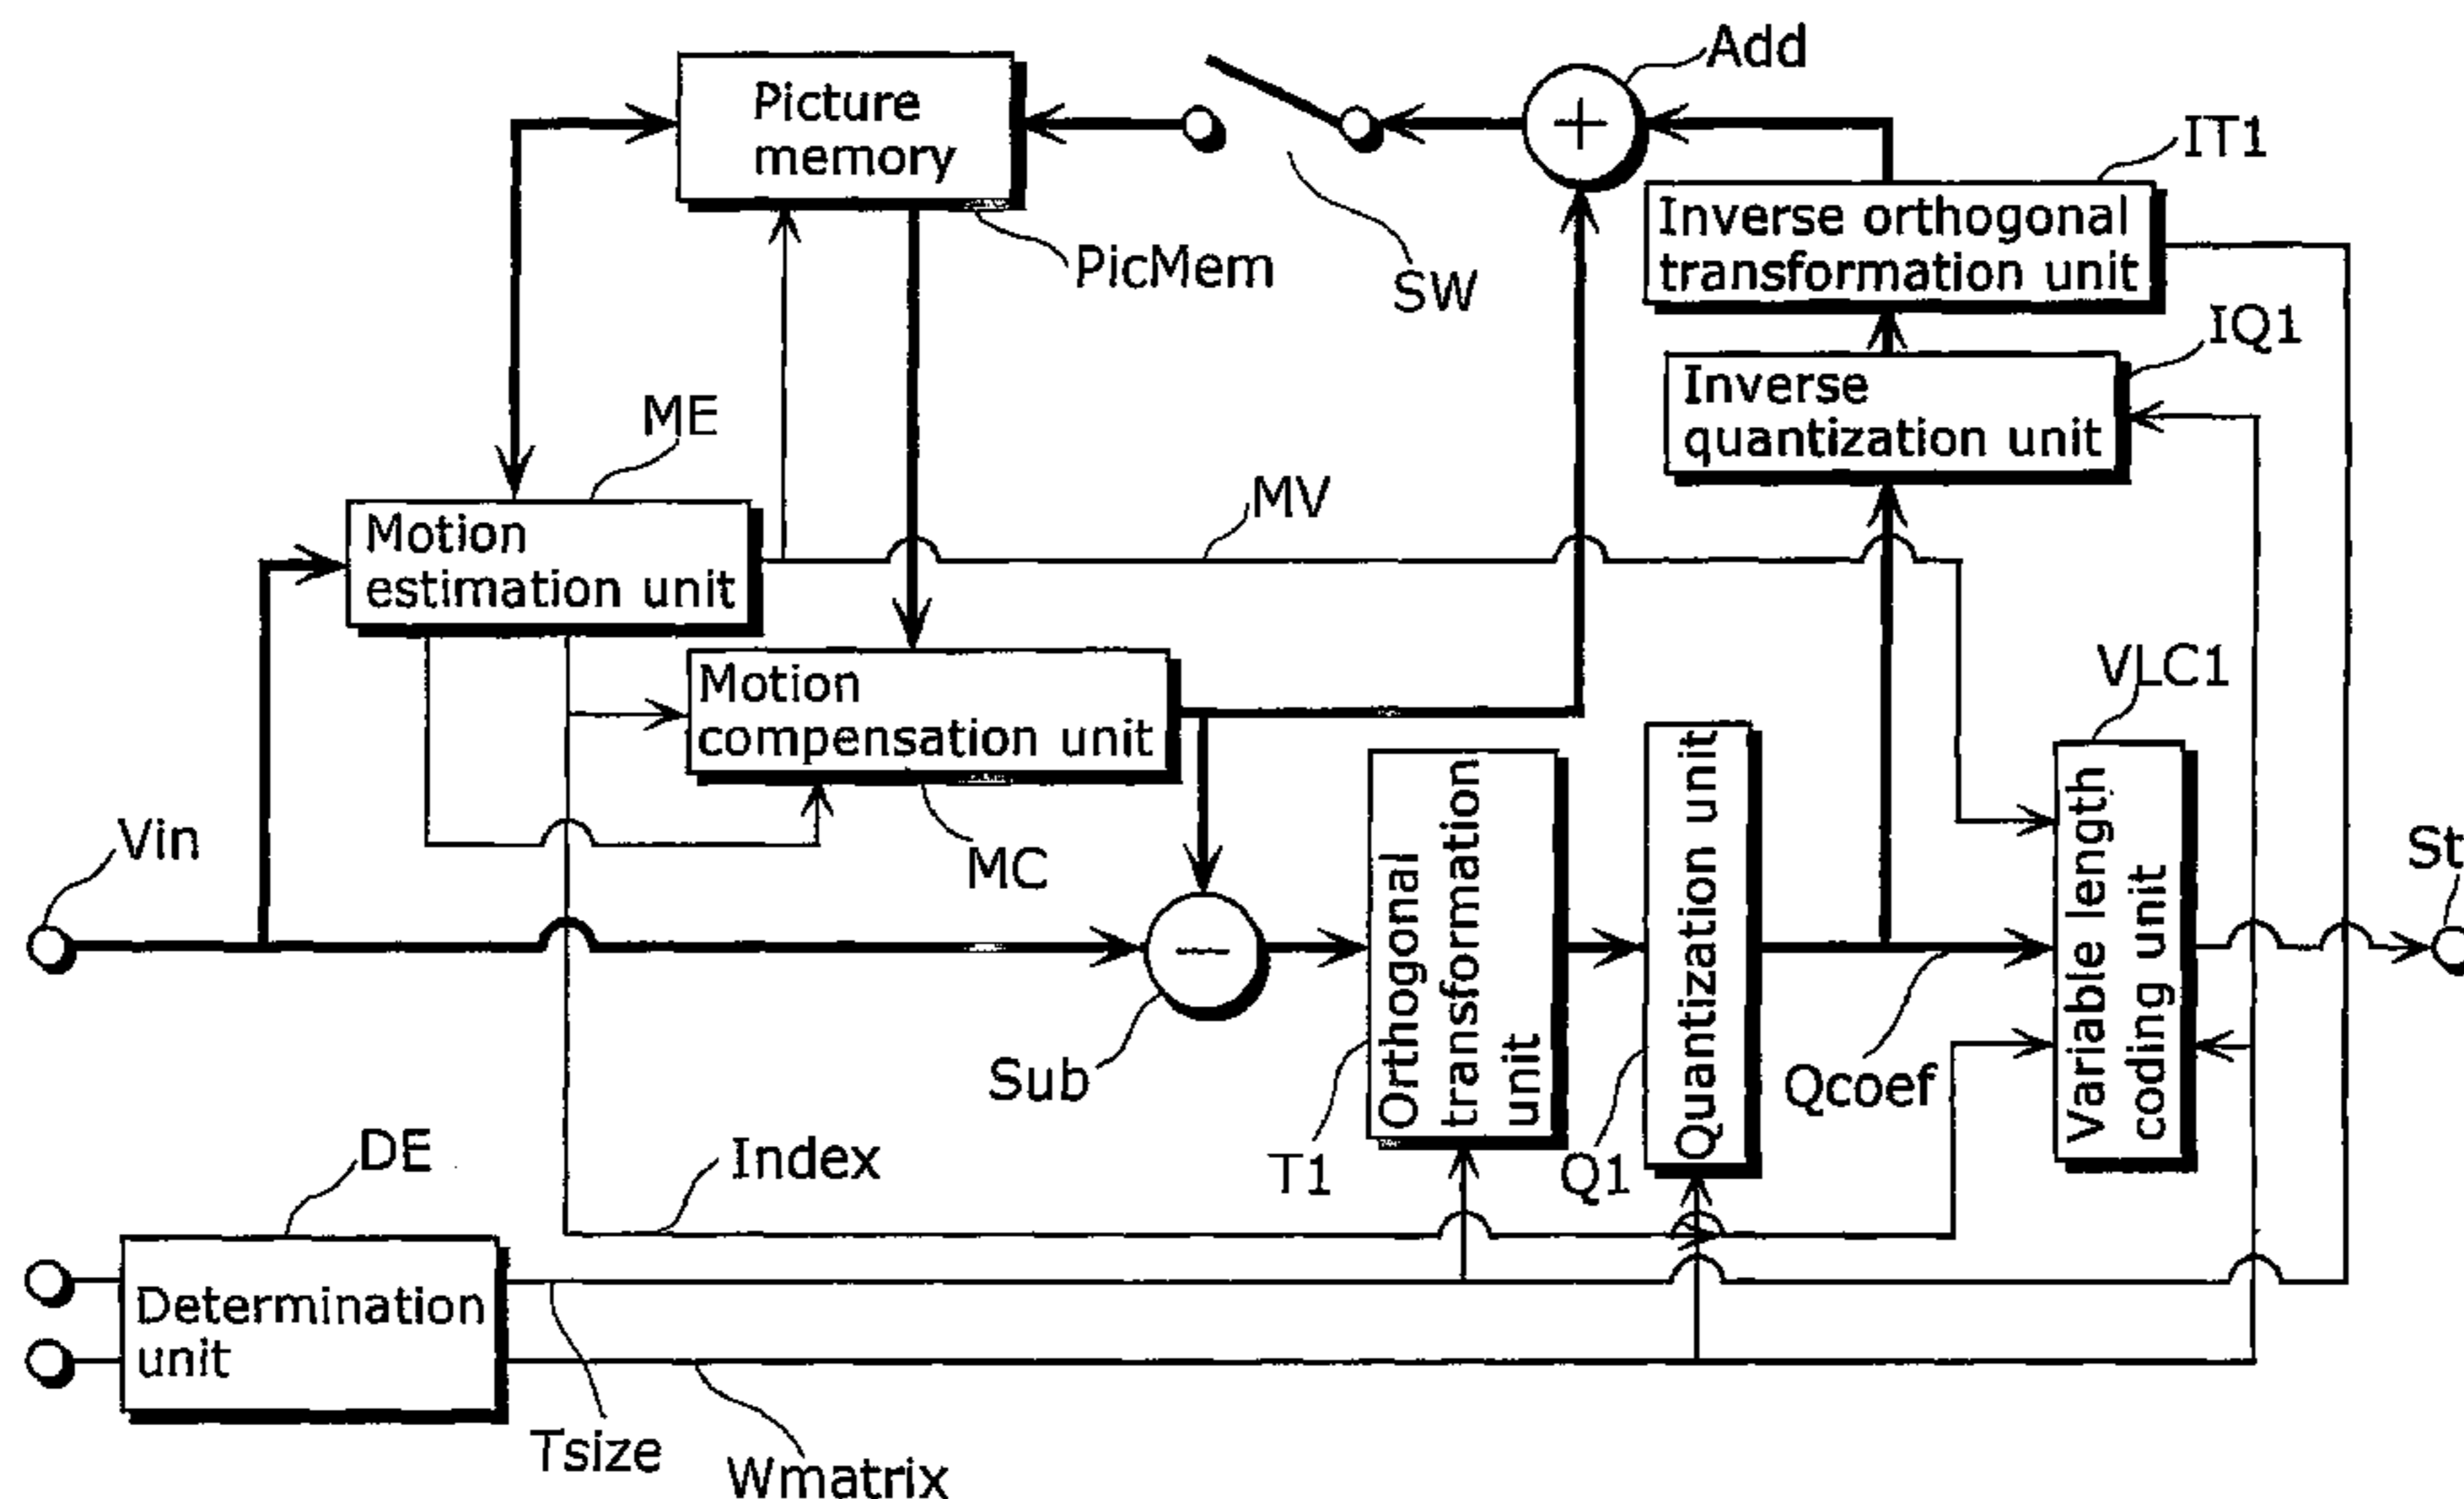 Add
Picture
memory
IT1
PicMem
SW
Inverse orthogonal
transformation unit
IQ1
Inverse
quantization unit
ME
MV
Motion
estimation unit
VLC1
Motion
compensation unit
Vin
MC
Orthogonal
transformation
unit
Quantization unit
Variable length
coding unit
St
Sub
Qcoef
T1
Q1
DE
Index
Determination
unit
Tsize
Wmatrix